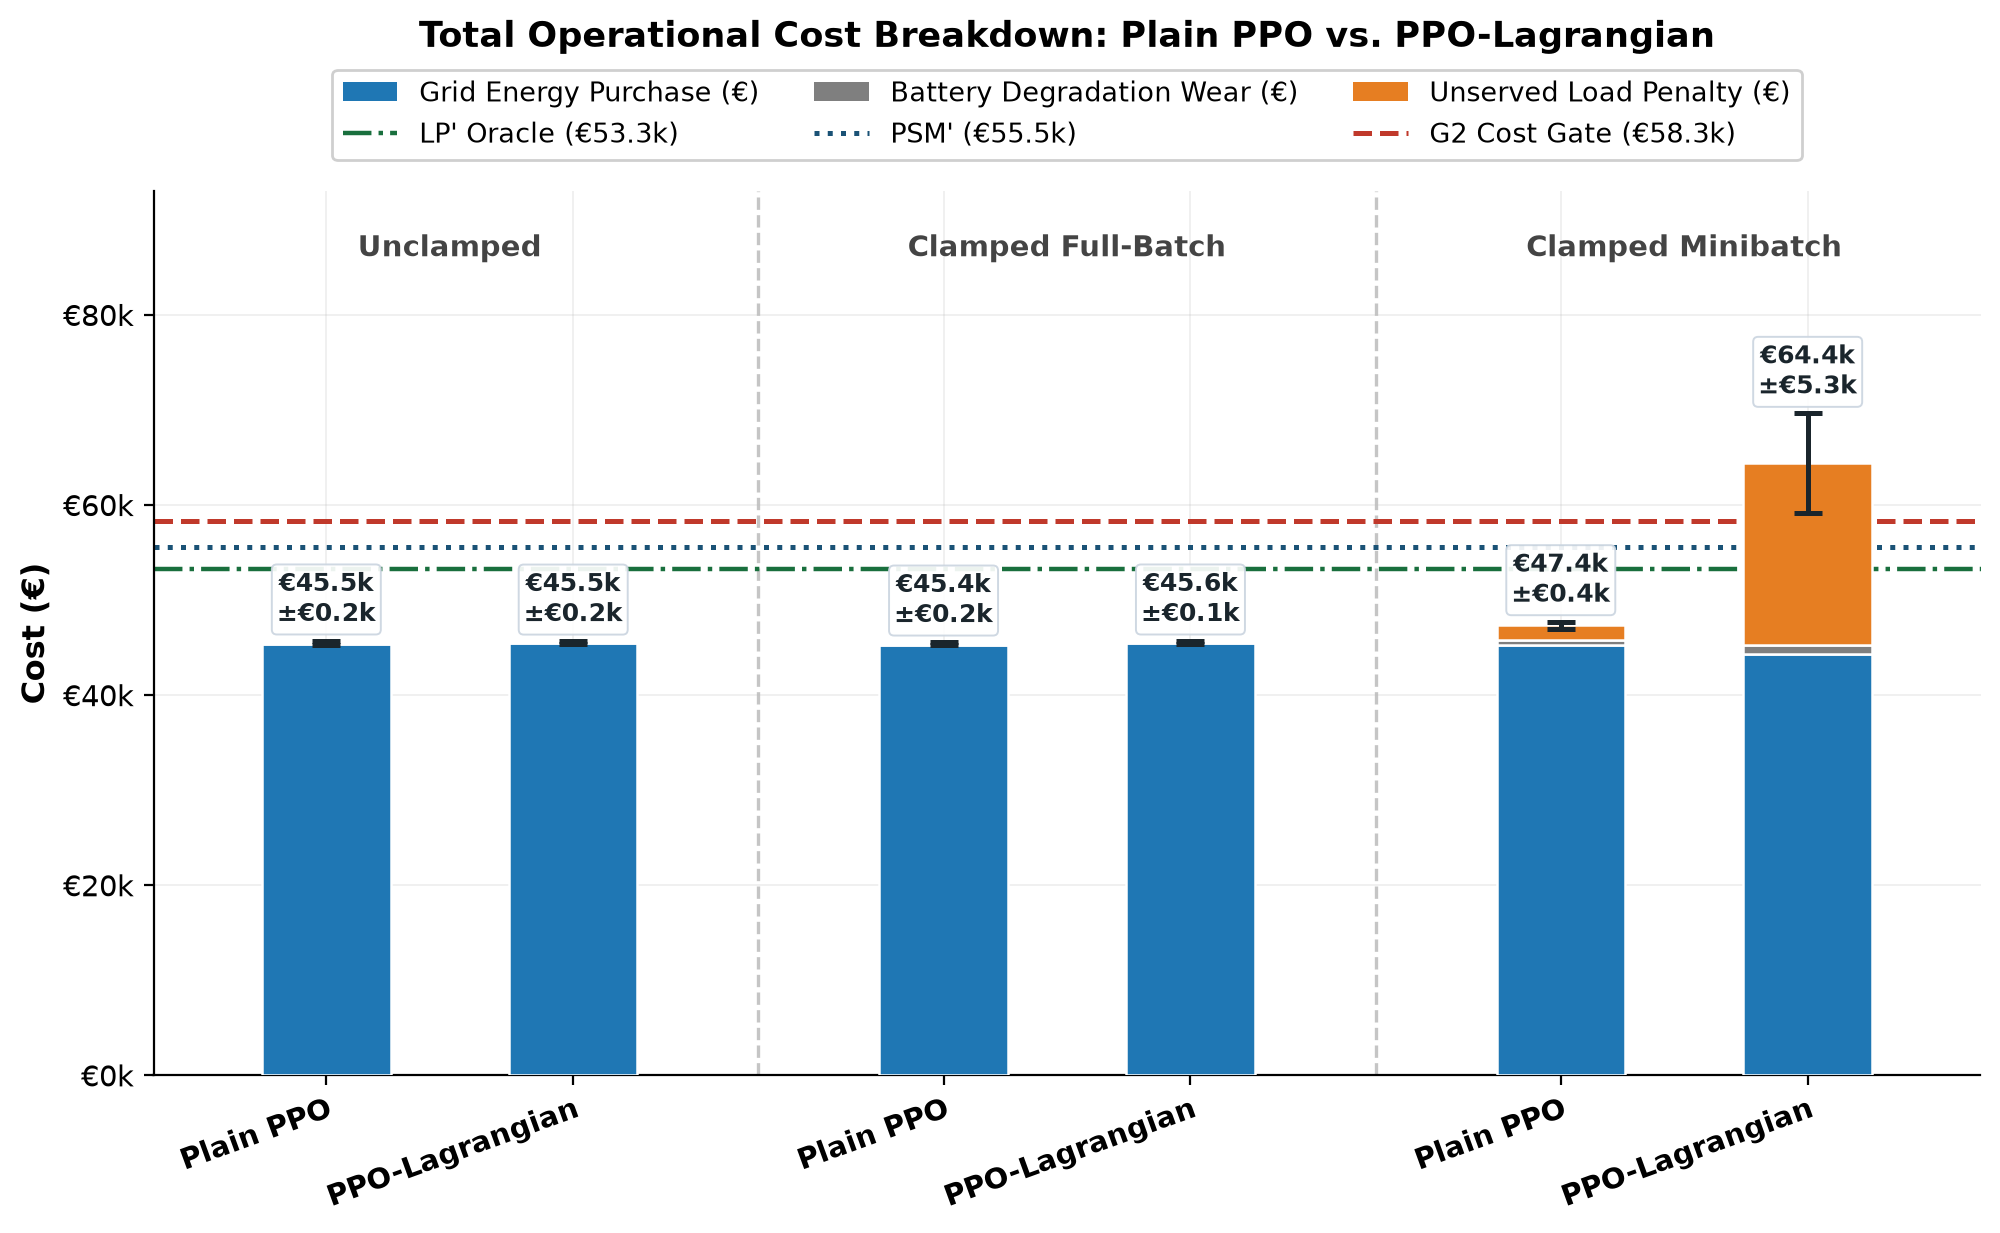 Total Operational Cost Breakdown: Plain PPO vs. PPO-Lagrangian
Grid Energy Purchase (€)
Battery Degradation Wear (€)
Unserved Load Penalty (€)
LP' Oracle (€53.3k)
PSM' (€55.5k)
G2 Cost Gate (€58.3k)
Unclamped
Clamped Full-Batch
Clamped Minibatch
Cost (€)
€80k
€60k
€40k
€20k
€0k
€45.5k
±€0.2k
€45.5k
±€0.2k
€45.4k
±€0.2k
€45.6k
±€0.1k
€47.4k
±€0.4k
€64.4k
±€5.3k
Plain PPO
PPO-Lagrangian
Plain PPO
PPO-Lagrangian
Plain PPO
PPO-Lagrangian